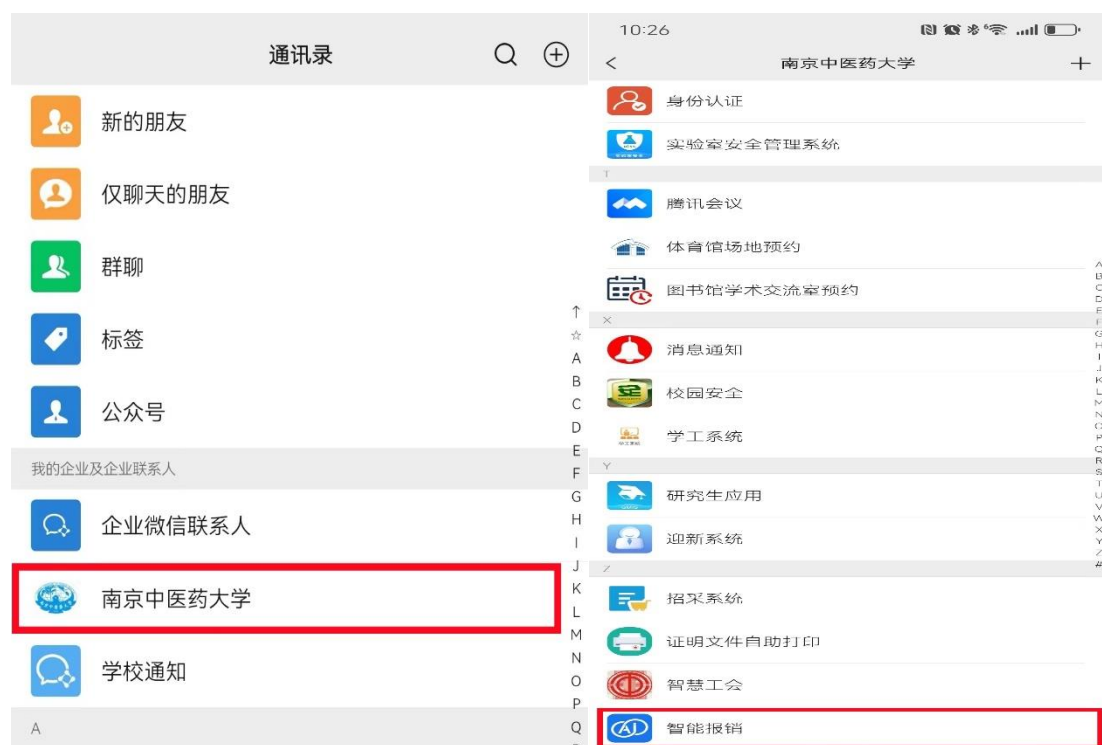 通讯录
新的朋友
仅聊天的朋友
群聊
标签
公众号
我的企业及企业联系人
企业微信联系人
南京中医药大学
学校通知
A
↑
☆
A
B
C
D
E
F
G
H
I
J
K
L
M
N
O
P
Q
10:26
南京中医药大学
身份认证
实验室安全管理系统
T
腾讯会议
体育馆场地预约
图书馆学术交流室预约
X
消息通知
校园安全
学工系统
Y
研究生应用
迎新系统
Z
招采系统
证明文件自助打印
智慧工会
智能报销
A
B
C
D
E
F
G
H
I
J
K
L
M
N
O
P
Q
R
S
T
U
V
W
X
Y
Z
#